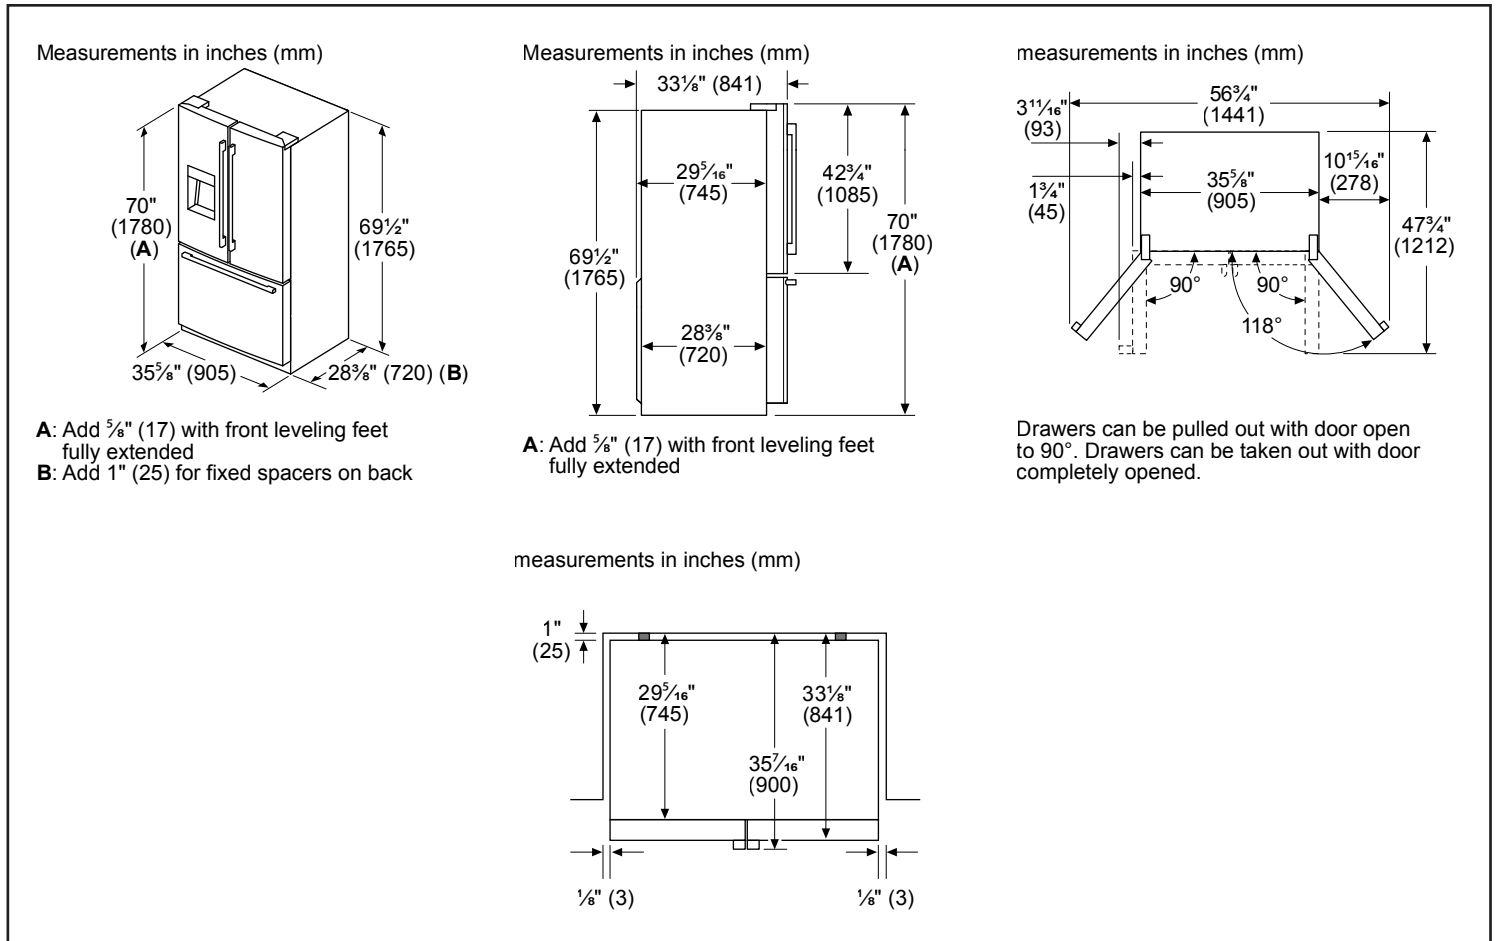 Measurements in inches (mm)
70"
(1780)
(A)
69½"
(1765)
35⅝" (905)
28⅜" (720) (B)
A: Add ⅝" (17) with front leveling feet
fully extended
B: Add 1" (25) for fixed spacers on back
Measurements in inches (mm)
33⅛" (841)
29⁵⁄₁₆"
(745)
42¾"
(1085)
70"
(1780)
(A)
69½"
(1765)
28⅜"
(720)
A: Add ⅝" (17) with front leveling feet
fully extended
measurements in inches (mm)
56¾"
(1441)
3¹¹⁄₁₆"
(93)
10¹⁵⁄₁₆"
(278)
35⅝"
(905)
1¾"
(45)
47¾"
(1212)
90°
90°
118°
Drawers can be pulled out with door open
to 90°. Drawers can be taken out with door
completely opened.
measurements in inches (mm)
1"
(25)
29⁵⁄₁₆"
(745)
33⅛"
(841)
35⁷⁄₁₆"
(900)
⅛" (3)
⅛" (3)